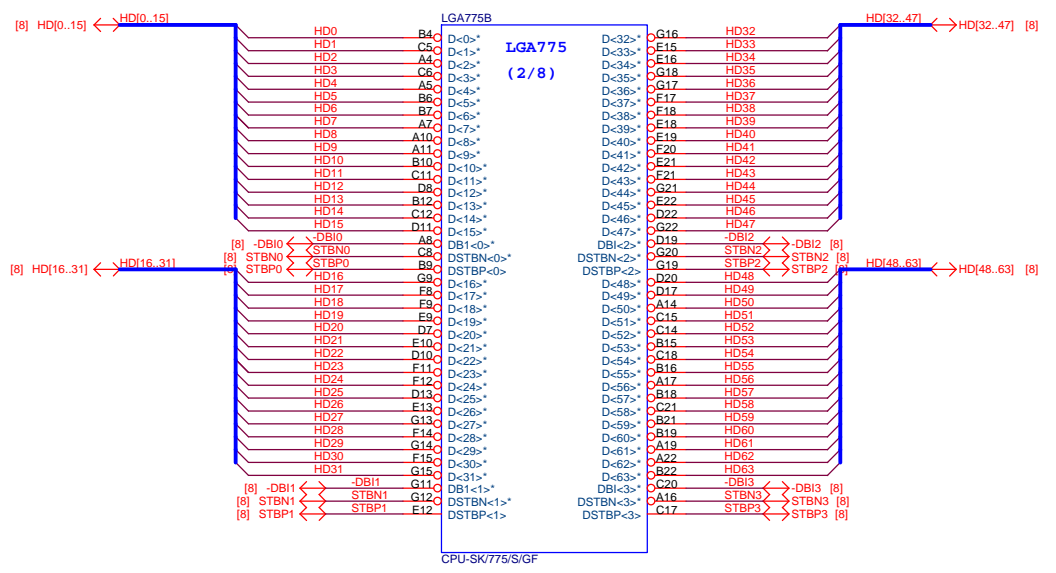 LGA775B
[8] HD[0..15] HD[0..15] HD[32..47] HD[32..47] [8]
LGA775
(2/8)
HD0 B4 D<0>* D<32>* G16 HD32
HD1 C5 D<1>* D<33>* E15 HD33
HD2 A4 D<2>* D<34>* E16 HD34
HD3 C6 D<3>* D<35>* G18 HD35
HD4 A5 D<4>* D<36>* G17 HD36
HD5 B6 D<5>* D<37>* F17 HD37
HD6 B7 D<6>* D<38>* F18 HD38
HD7 A7 D<7>* D<39>* E18 HD39
HD8 A10 D<8>* D<40>* E19 HD40
HD9 A11 D<9>* D<41>* F20 HD41
HD10 B10 D<10>* D<42>* E21 HD42
HD11 C11 D<11>* D<43>* F21 HD43
HD12 D8 D<12>* D<44>* G21 HD44
HD13 B12 D<13>* D<45>* E22 HD45
HD14 C12 D<14>* D<46>* D22 HD46
HD15 D11 D<15>* D<47>* G22 HD47
[8] -DBI0 -DBI0 A8 DB1<0>* DBI<2>* D19 -DBI2 -DBI2 [8]
[8] STBN0 STBN0 C8 DSTBN<0>* DSTBN<2>* G20 STBN2 STBN2 [8]
[8] STBP0 STBP0 B9 DSTBP<0> DSTBP<2> G19 STBP2 STBP2 [8]
[8] HD[16..31] HD[16..31] HD[48..63] HD[48..63] [8]
HD16 G9 D<16>* D<48>* D20 HD48
HD17 F8 D<17>* D<49>* D17 HD49
HD18 F9 D<18>* D<50>* A14 HD50
HD19 E9 D<19>* D<51>* C15 HD51
HD20 D7 D<20>* D<52>* C14 HD52
HD21 E10 D<21>* D<53>* B15 HD53
HD22 D10 D<22>* D<54>* C18 HD54
HD23 F11 D<23>* D<55>* B16 HD55
HD24 F12 D<24>* D<56>* A17 HD56
HD25 D13 D<25>* D<57>* B18 HD57
HD26 E13 D<26>* D<58>* C21 HD58
HD27 G13 D<27>* D<59>* B21 HD59
HD28 F14 D<28>* D<60>* B19 HD60
HD29 G14 D<29>* D<61>* A19 HD61
HD30 F15 D<30>* D<62>* A22 HD62
HD31 G15 D<31>* D<63>* B22 HD63
[8] -DBI1 -DBI1 G11 DB1<1>* DBI<3>* C20 -DBI3 -DBI3 [8]
[8] STBN1 STBN1 G12 DSTBN<1>* DSTBN<3>* A16 STBN3 STBN3 [8]
[8] STBP1 STBP1 E12 DSTBP<1> DSTBP<3> C17 STBP3 STBP3 [8]
CPU-SK/775/S/GF